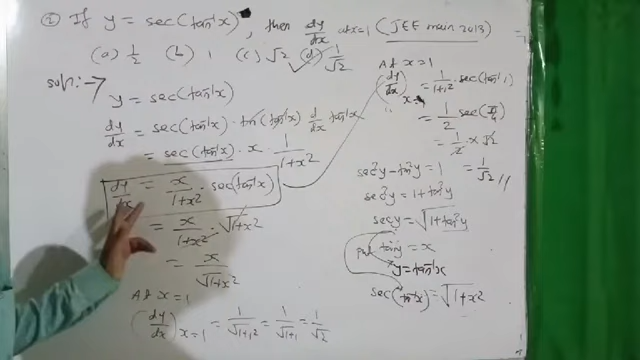 ② If y = sec(tan⁻¹x), then dy/dx at x=1 (JEE main 2013)
(a) 1/2 (b) 1 (c) √2 (d) 1/√2
soln:-
y = sec(tan⁻¹x)
dy/dx = sec(tan⁻¹x) · tan(tan⁻¹x) d/dx tan⁻¹x
= sec(tan⁻¹x) · x · 1/1+x²
dy/dx = x/1+x² · sec(tan⁻¹x)
= x/1+x² · √1+x²
= x/√1+x²
At x=1
(dy/dx)x=1 = 1/√1+1² = 1/√1+1 = 1/√2
At x=1
(dy/dx)x=1 = 1/1+1² · sec(tan⁻¹1)
= 1/2 sec(π/4)
= 1/2 × √2
= 1/√2 //
sec²y - tan²y = 1
sec²y = 1+tan²y
secy = √1+tan²y
Put tany = x
y = tan⁻¹x
sec(tan⁻¹x) = √1+x²